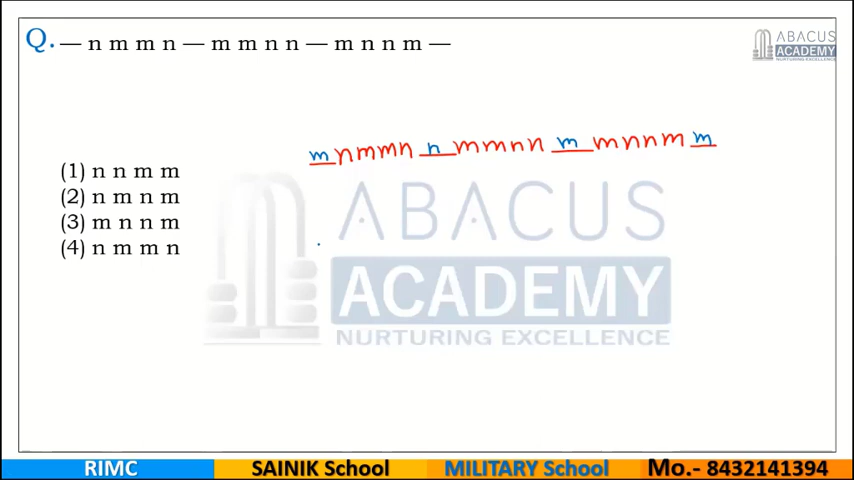 Q. — n m m n — m m n n — m n n m —
ABACUS
ACADEMY
NURTURING EXCELLENCE
m n m m n n m m n n m m n n m m
(1) n n m m
(2) n m n m
(3) m n n m
(4) n m m n
ABACUS
ACADEMY
NURTURING EXCELLENCE
RIMC SAINIK School MILITARY School Mo.- 8432141394